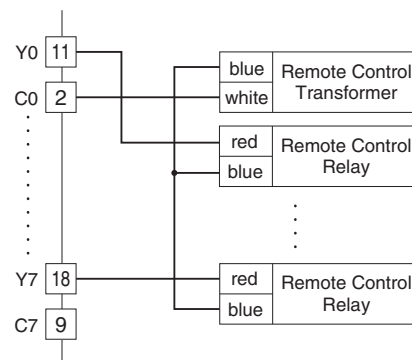 Y0 11
C0 2
Y7 18
C7 9
blue
white
Remote Control
Transformer
red
blue
Remote Control
Relay
red
blue
Remote Control
Relay